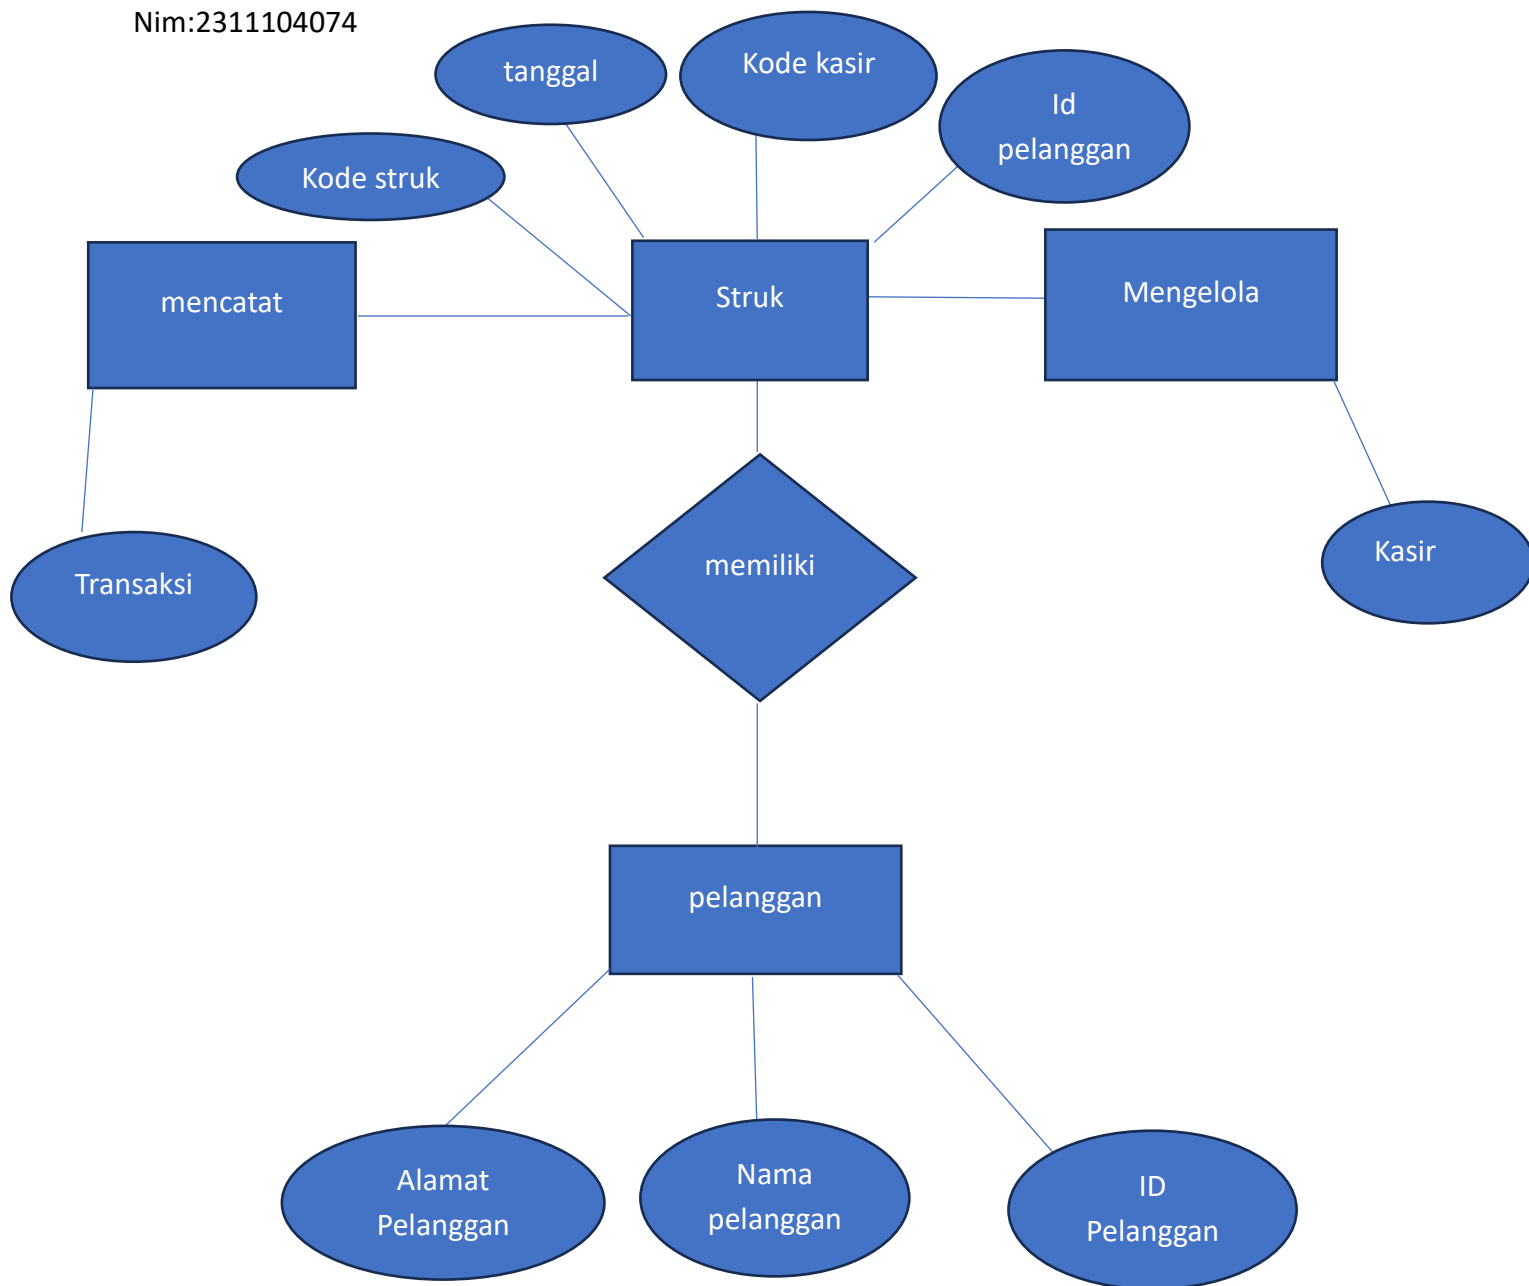 Nim:2311104074
tanggal
Kode kasir
Id
pelanggan
Kode struk
mencatat
Struk
Mengelola
Transaksi
memiliki
Kasir
pelanggan
Alamat
Pelanggan
Nama
pelanggan
ID
Pelanggan